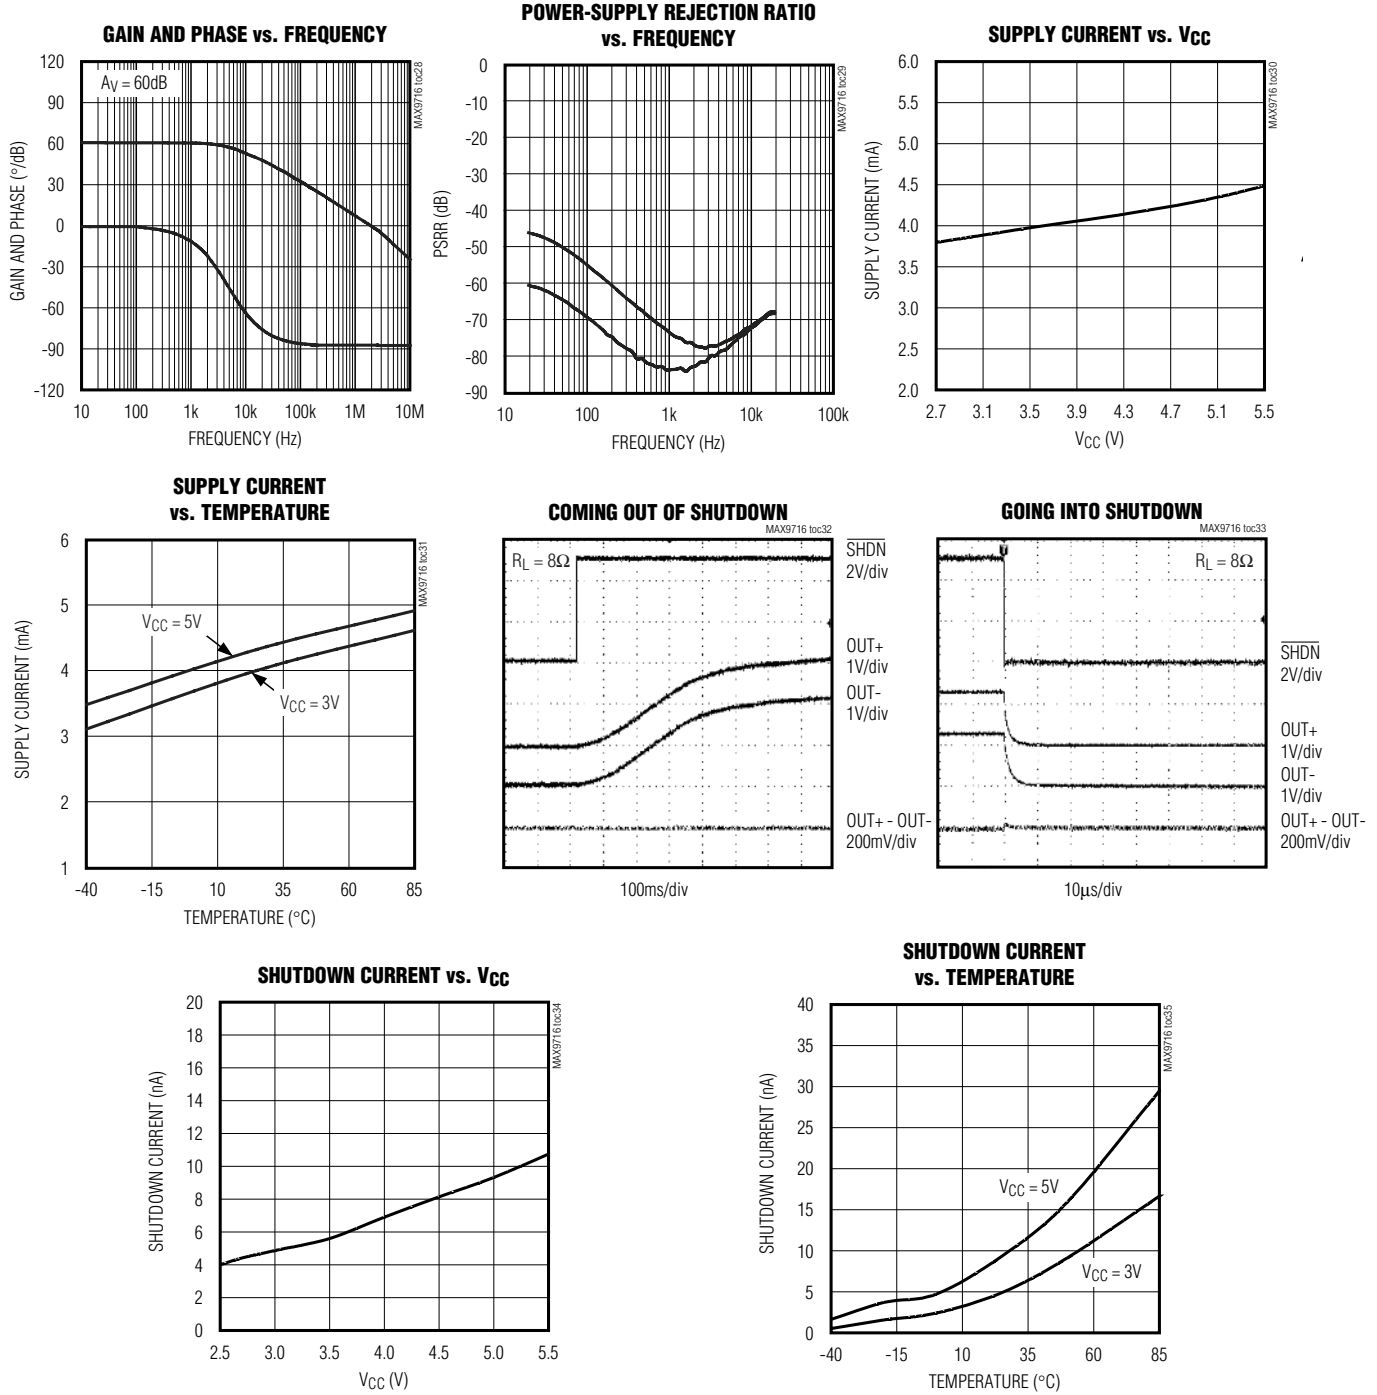 GAIN AND PHASE vs. FREQUENCY
AV = 60dB
MAX9716 toc28
120
90
60
30
0
-30
-60
-90
-120
GAIN AND PHASE (°/dB)
10 100 1k 10k 100k 1M 10M
FREQUENCY (Hz)
POWER-SUPPLY REJECTION RATIO
vs. FREQUENCY
MAX9716 toc29
0
-10
-20
-30
-40
-50
-60
-70
-80
-90
PSRR (dB)
10 100 1k 10k 100k
FREQUENCY (Hz)
SUPPLY CURRENT vs. VCC
MAX9716 toc30
6.0
5.5
5.0
4.5
4.0
3.5
3.0
2.5
2.0
SUPPLY CURRENT (mA)
2.7 3.1 3.5 3.9 4.3 4.7 5.1 5.5
VCC (V)
SUPPLY CURRENT
vs. TEMPERATURE
MAX9716 toc31
6
5
4
3
2
1
SUPPLY CURRENT (mA)
VCC = 5V
VCC = 3V
-40 -15 10 35 60 85
TEMPERATURE (°C)
COMING OUT OF SHUTDOWN
MAX9716 toc32
RL = 8Ω
SHDN
2V/div
OUT+
1V/div
OUT-
1V/div
OUT+ - OUT-
200mV/div
100ms/div
GOING INTO SHUTDOWN
MAX9716 toc33
RL = 8Ω
SHDN
2V/div
OUT+
1V/div
OUT-
1V/div
OUT+ - OUT-
200mV/div
10µs/div
SHUTDOWN CURRENT vs. VCC
MAX9716 toc34
20
18
16
14
12
10
8
6
4
2
0
SHUTDOWN CURRENT (nA)
2.5 3.0 3.5 4.0 4.5 5.0 5.5
VCC (V)
SHUTDOWN CURRENT
vs. TEMPERATURE
MAX9716 toc35
40
35
30
25
20
15
10
5
0
SHUTDOWN CURRENT (nA)
VCC = 5V
VCC = 3V
-40 -15 10 35 60 85
TEMPERATURE (°C)